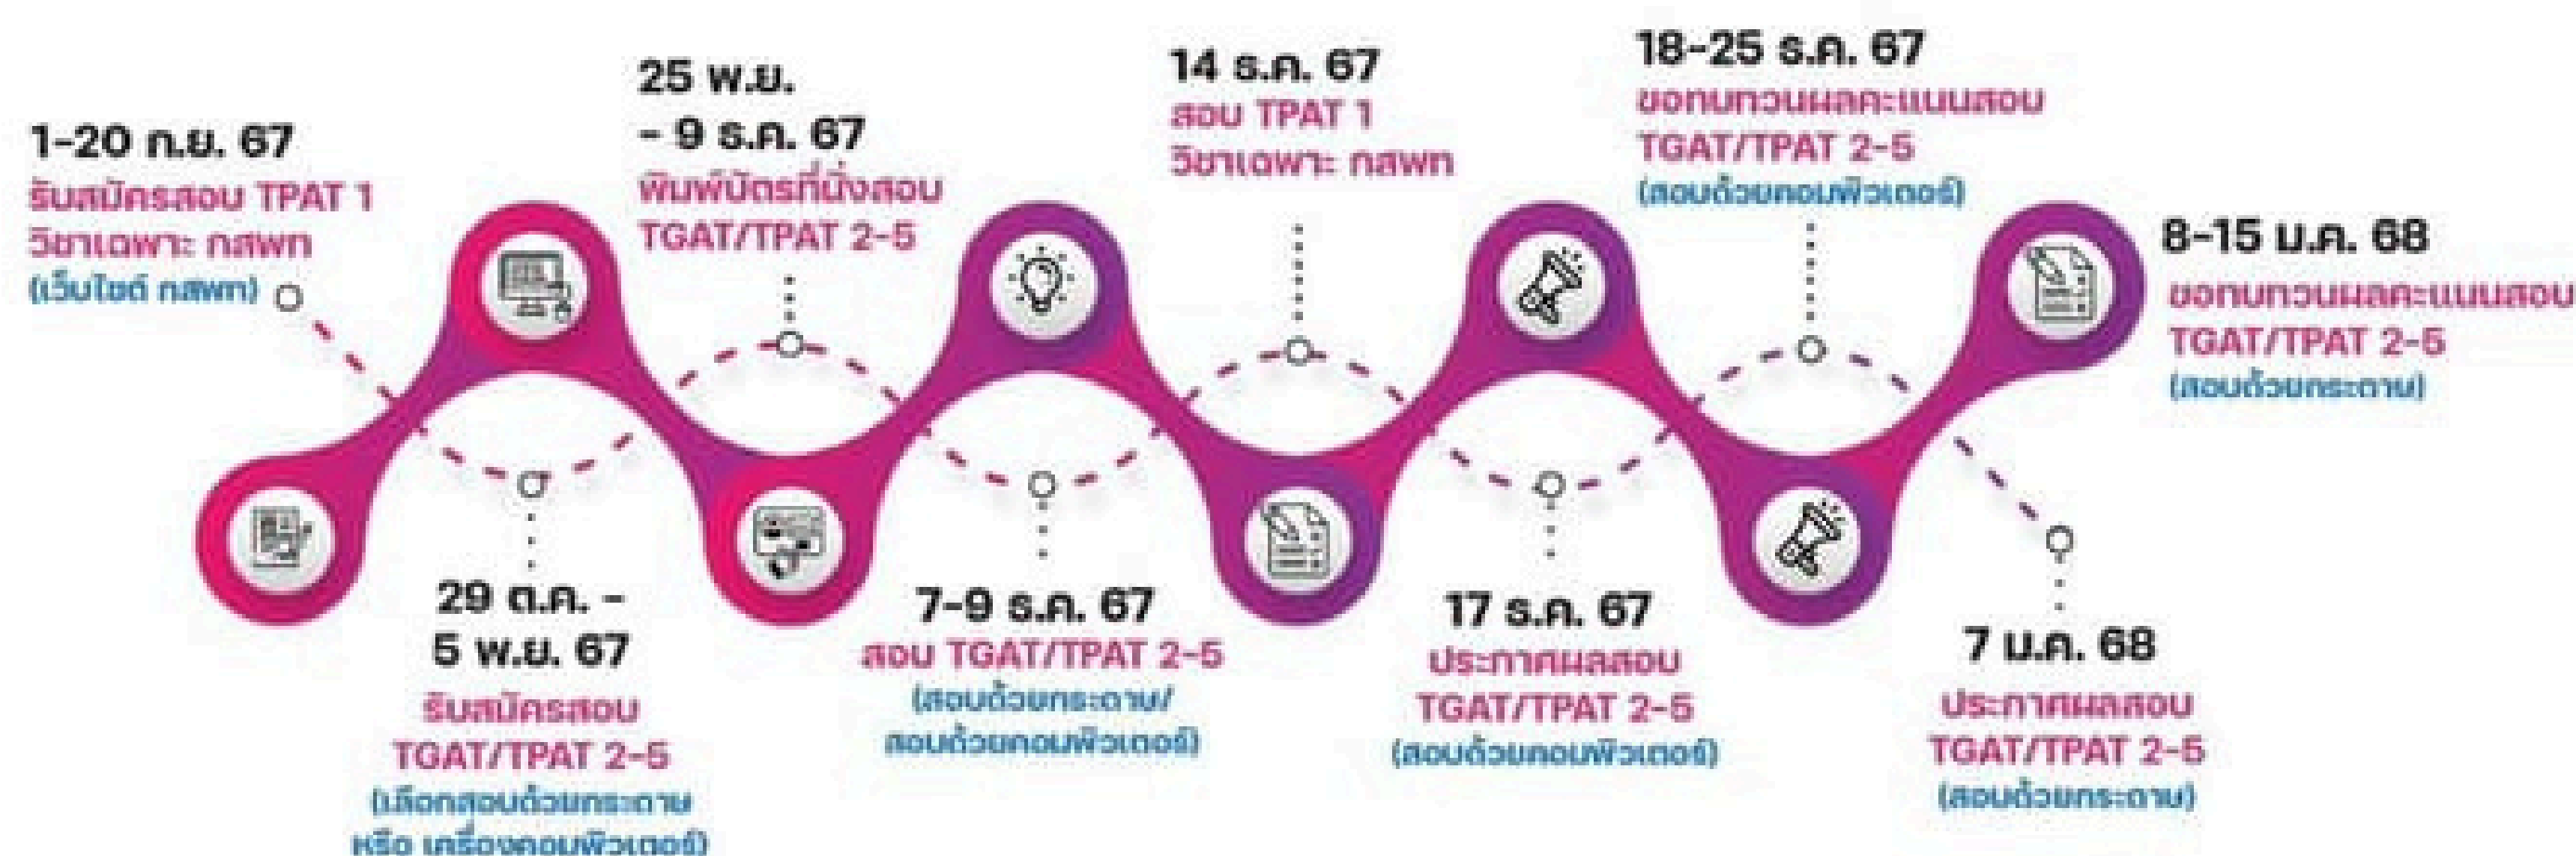 1-20 ก.ย. 67
รับสมัครสอบ TPAT 1
วิชาเฉพาะ กสพท
(เว็บไซต์ กสพท)
29 ต.ค. -
5 พ.ย. 67
รับสมัครสอบ
TGAT/TPAT 2-5
(เลือกสอบด้วยกระดาษ
หรือ เครื่องคอมพิวเตอร์)
25 พ.ย.
- 9 ธ.ค. 67
พิมพ์บัตรที่นั่งสอบ
TGAT/TPAT 2-5
7-9 ธ.ค. 67
สอบ TGAT/TPAT 2-5
(สอบด้วยกระดาษ/
สอบด้วยคอมพิวเตอร์)
14 ธ.ค. 67
สอบ TPAT 1
วิชาเฉพาะ กสพท
17 ธ.ค. 67
ประกาศผลสอบ
TGAT/TPAT 2-5
(สอบด้วยคอมพิวเตอร์)
18-25 ธ.ค. 67
ขอทบทวนผลคะแนนสอบ
TGAT/TPAT 2-5
(สอบด้วยคอมพิวเตอร์)
7 ม.ค. 68
ประกาศผลสอบ
TGAT/TPAT 2-5
(สอบด้วยกระดาษ)
8-15 ม.ค. 68
ขอทบทวนผลคะแนนสอบ
TGAT/TPAT 2-5
(สอบด้วยกระดาษ)